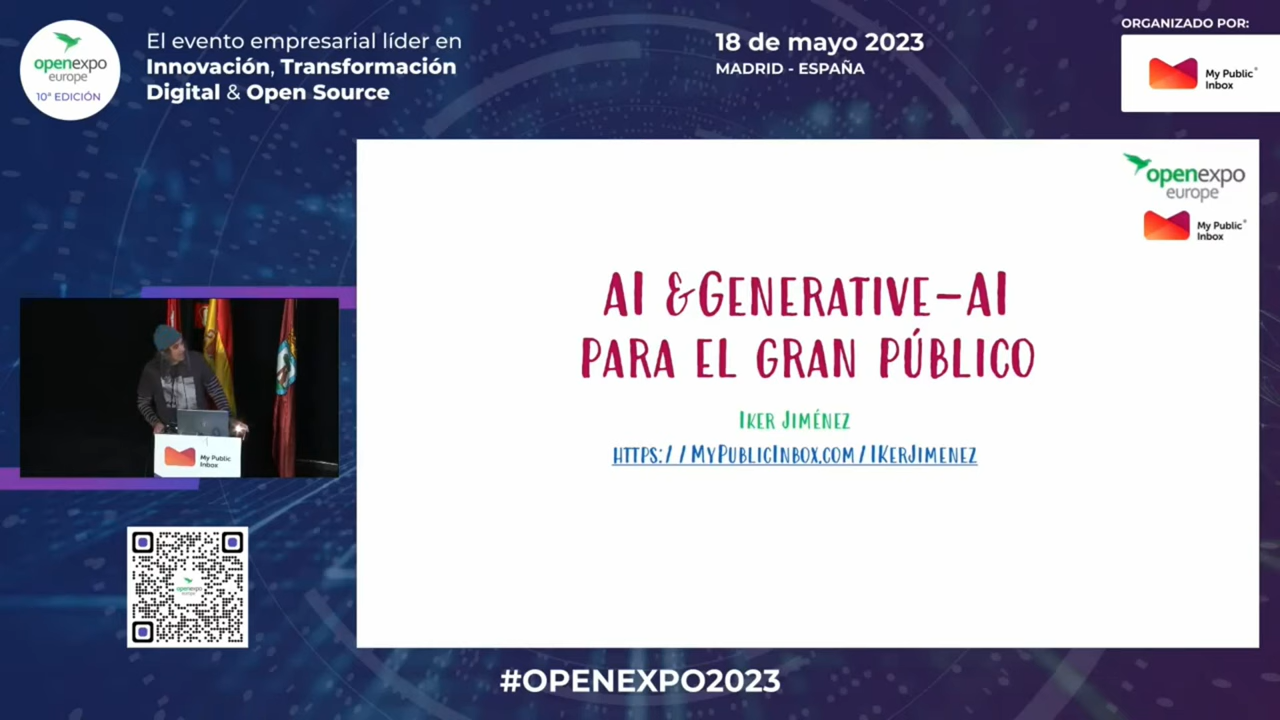 openexpo
europe
10ª EDICIÓN
El evento empresarial líder en
Innovación, Transformación
Digital & Open Source
18 de mayo 2023
MADRID - ESPAÑA
ORGANIZADO POR:
My Public®
Inbox
openexpo
europe
My Public®
Inbox
AI &GENERATIVE-AI
PARA EL GRAN PÚBLICO
IKER JIMÉNEZ
HTTPS://MYPUBLICINBOX.COM/IKERJIMENEZ
My Public
Inbox
openexpo
europe
#OPENEXPO2023